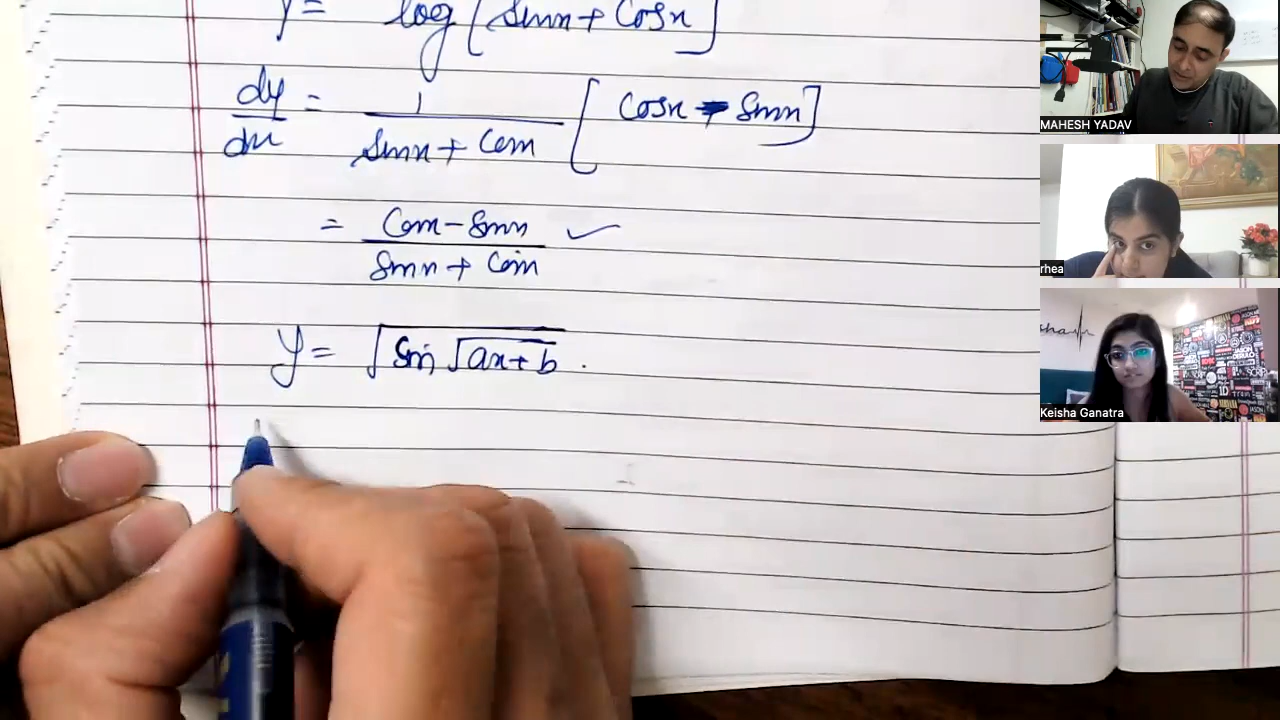 y = log [sinx + cosx]
dy/dx = 1/(sinx + cosx) [cosx - sinx]
= (cosx - sinx)/(sinx + cosx) ✓
y = √(sin √(ax+b)) .
MAHESH YADAV
rhea
Keisha Ganatra